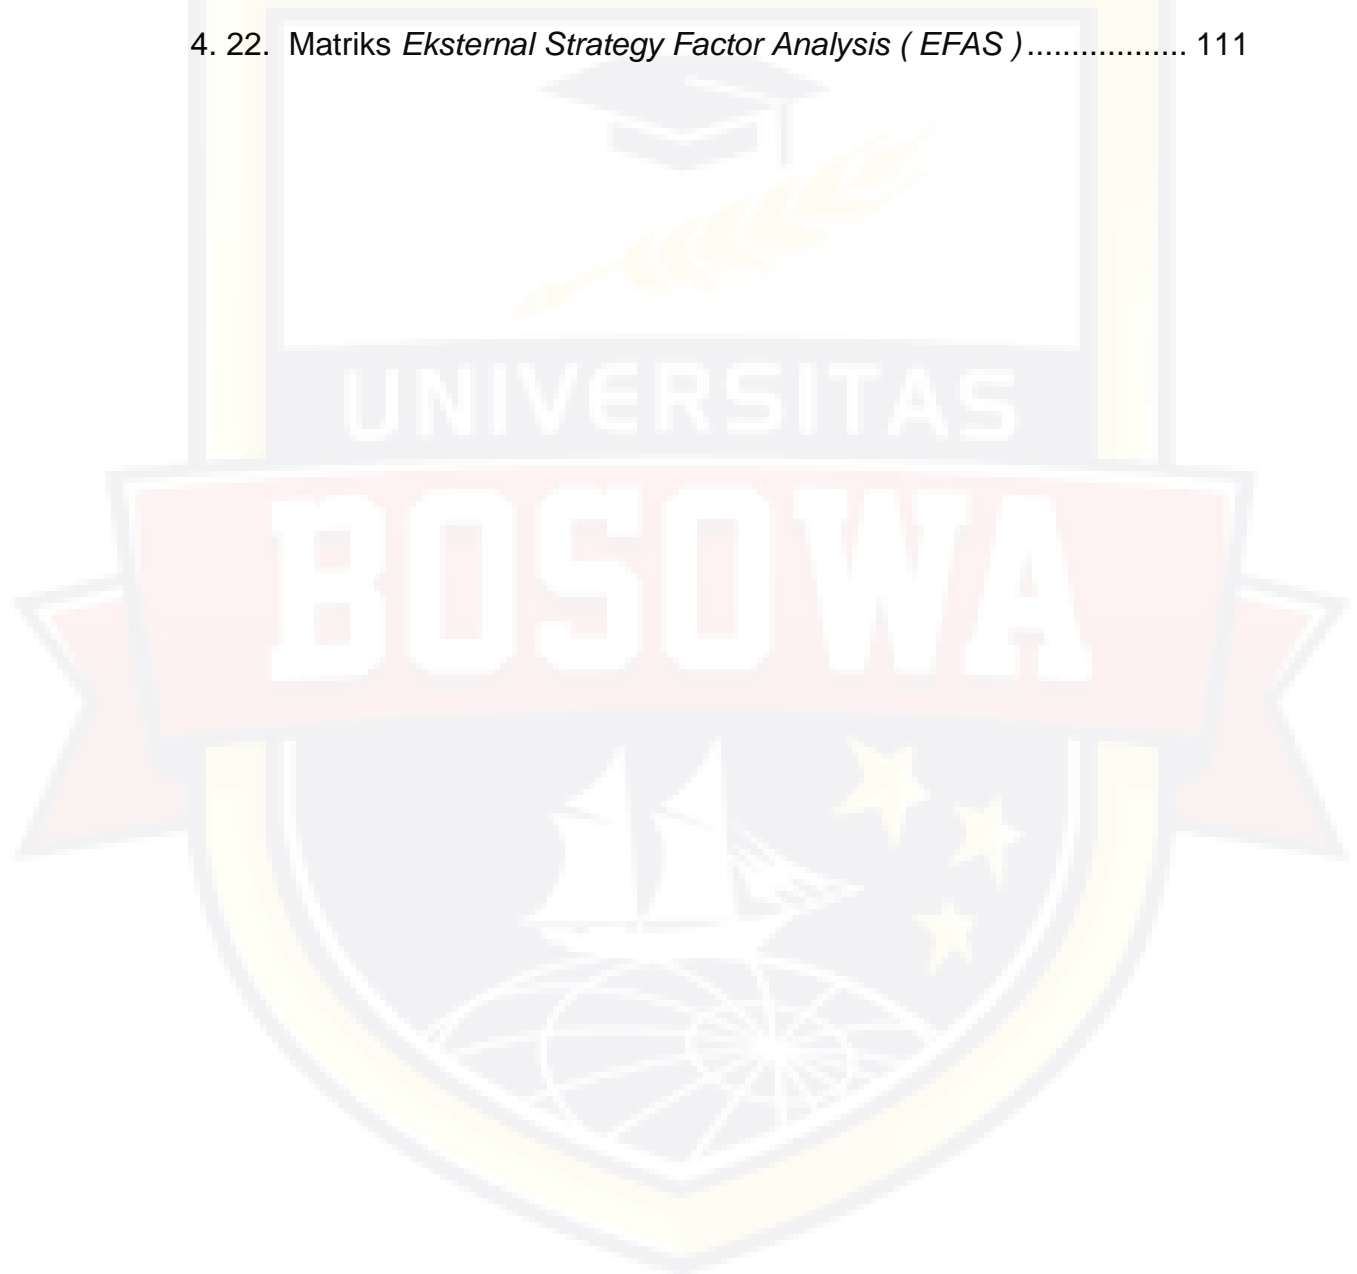 4. 22. Matriks Eksternal Strategy Factor Analysis ( EFAS ).................. 111
UNIVERSITAS
BOSOWA